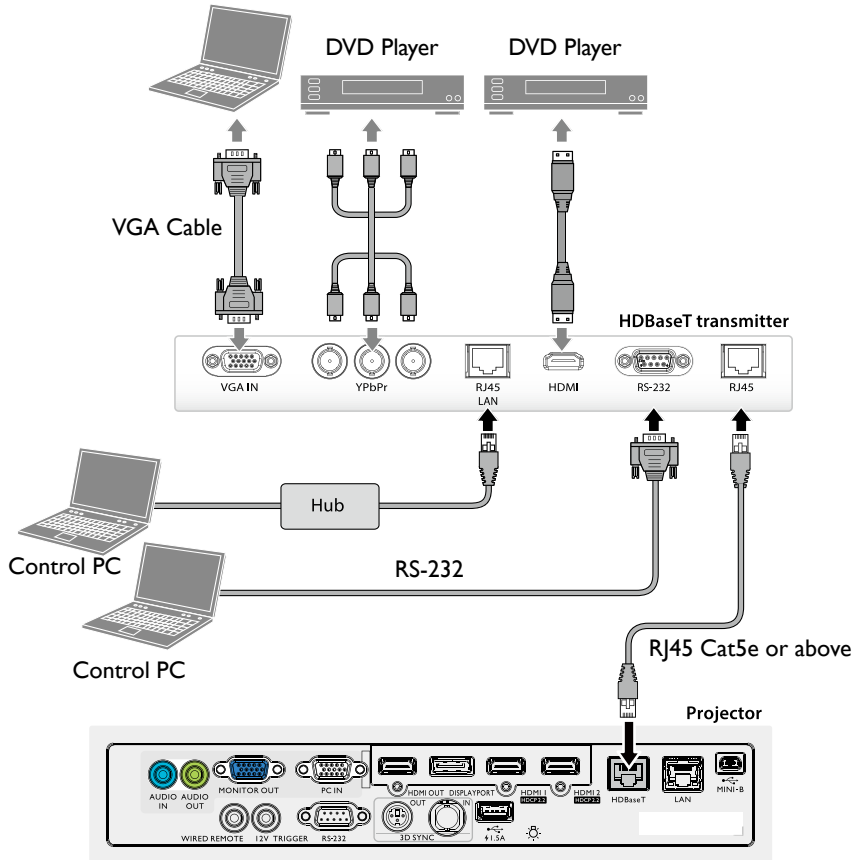 DVD Player
DVD Player
VGA Cable
HDBaseT transmitter
VGA IN
YPbPr
RJ45
LAN
HDMI
RS-232
RJ45
Hub
Control PC
RS-232
Control PC
RJ45 Cat5e or above
Projector
AUDIO IN
AUDIO OUT
MONITOR OUT
PC IN
HDMI OUT
DISPLAYPORT
HDMI 1
HDCP2.2
HDMI 2
HDCP2.2
HDBaseT
LAN
MINI-B
WIRED REMOTE
12V TRIGGER
RS-232
OUT
IN
3D SYNC
1.5A